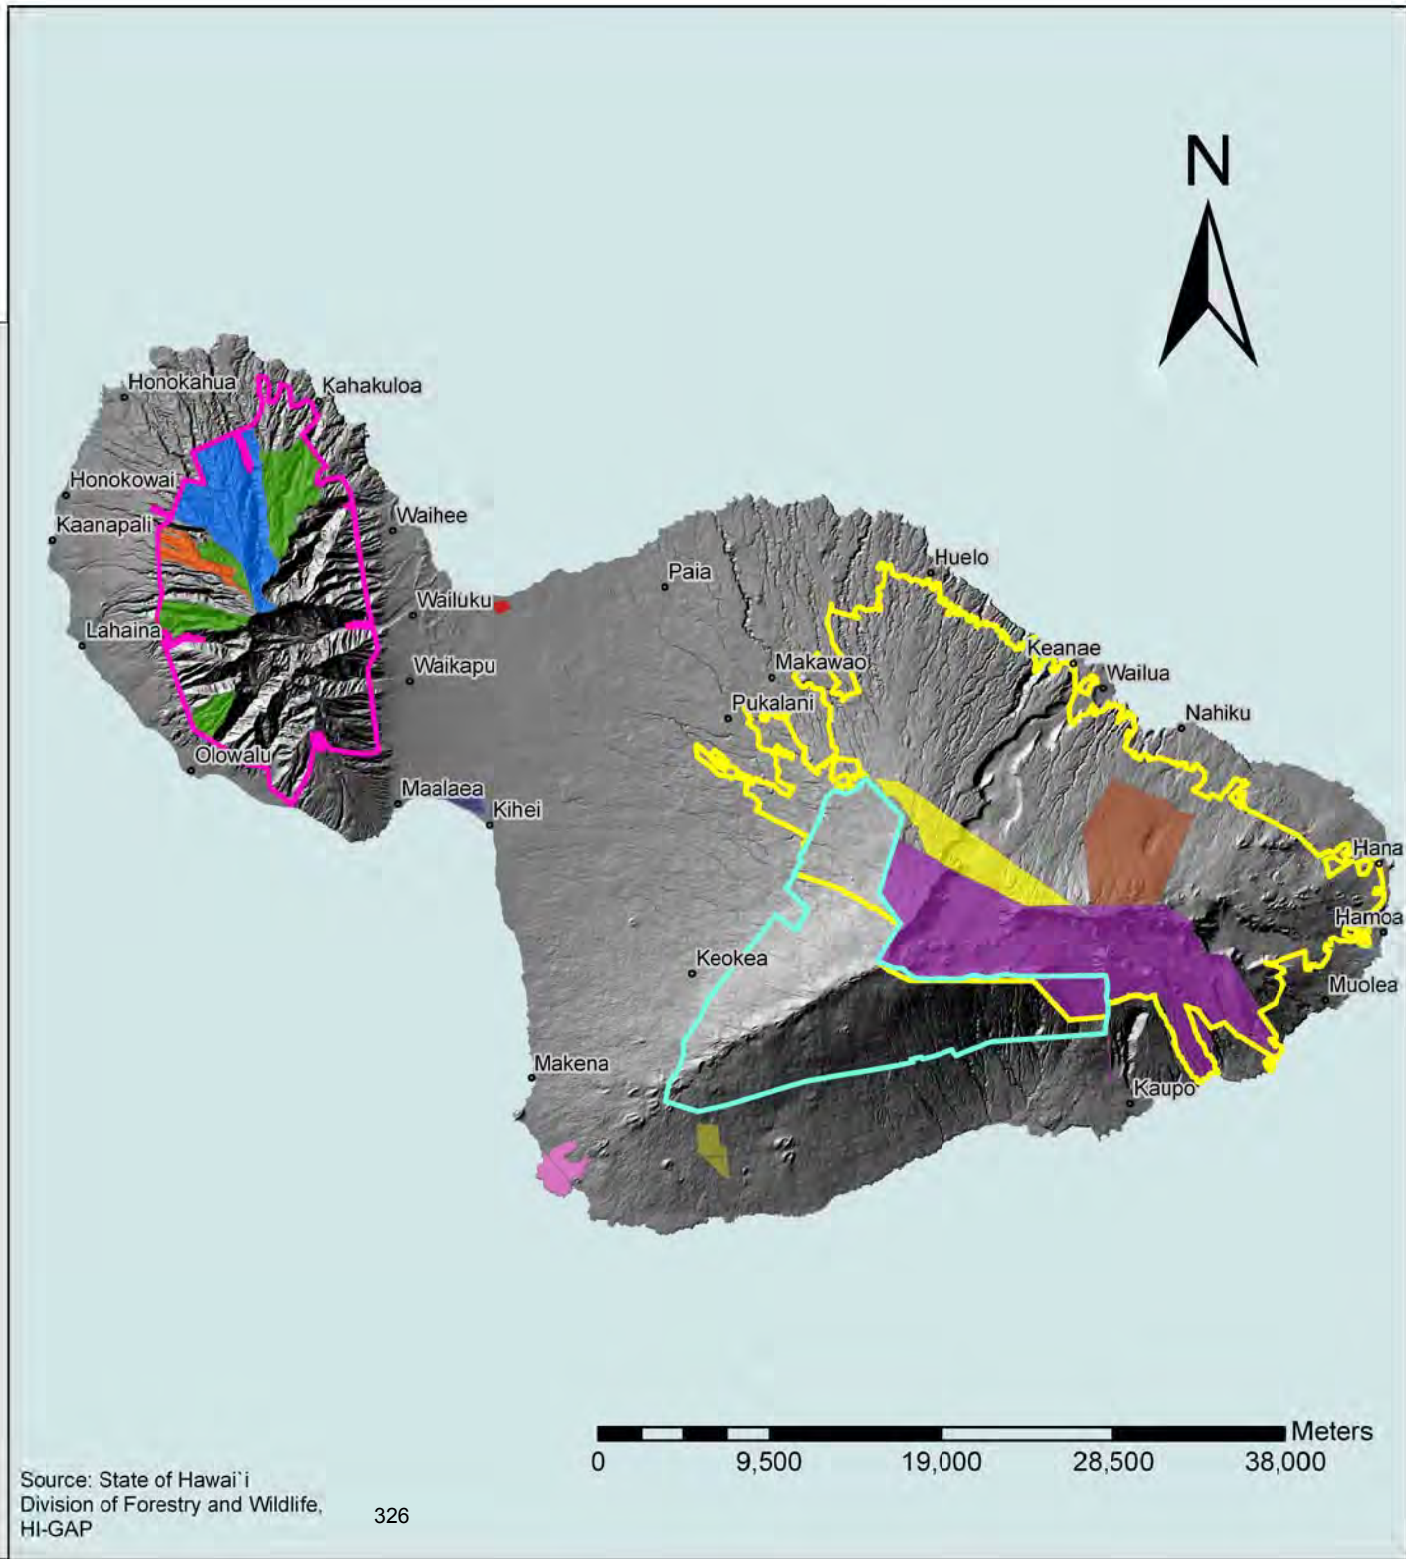 N
Honokahua
Kahakuloa
Honokowai
Kaanapali
Waihee
Huelo
Paia
Wailuku
Lahaina
Keanae
Makawao
Waikapu
Wailua
Pukalani
Nahiku
Olowalu
Maalaea
Kihei
Hana
Hamoa
Keokea
Muolea
Makena
Kaupo
Meters
0 9,500 19,000 28,500 38,000
Source: State of Hawai`i
Division of Forestry and Wildlife,
HI-GAP
326